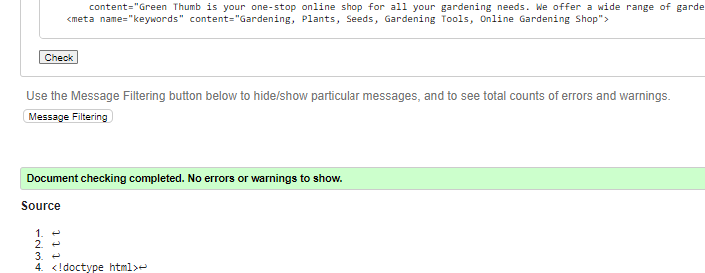 content="Green Thumb is your one-stop online shop for all your gardening needs. We offer a wide range of garde
<meta name="keywords" content="Gardening, Plants, Seeds, Gardening Tools, Online Gardening Shop">
Check
Use the Message Filtering button below to hide/show particular messages, and to see total counts of errors and warnings.
Message Filtering
Document checking completed. No errors or warnings to show.
Source
1. ↩
2. ↩
3. ↩
4. <!doctype html>↩